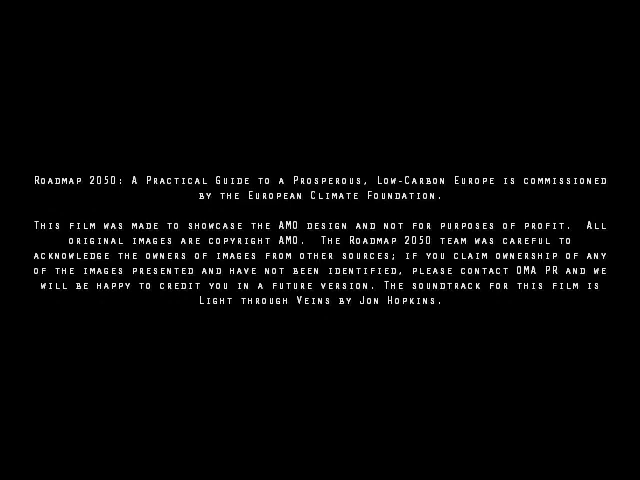 Roadmap 2050: A Practical Guide to a Prosperous, Low-Carbon Europe is commissioned
by the European Climate Foundation.
This film was made to showcase the AMO design and not for purposes of profit. All
original images are copyright AMO. The Roadmap 2050 team was careful to
acknowledge the owners of images from other sources; if you claim ownership of any
of the images presented and have not been identified, please contact OMA PR and we
will be happy to credit you in a future version. The soundtrack for this film is
Light through Veins by Jon Hopkins.